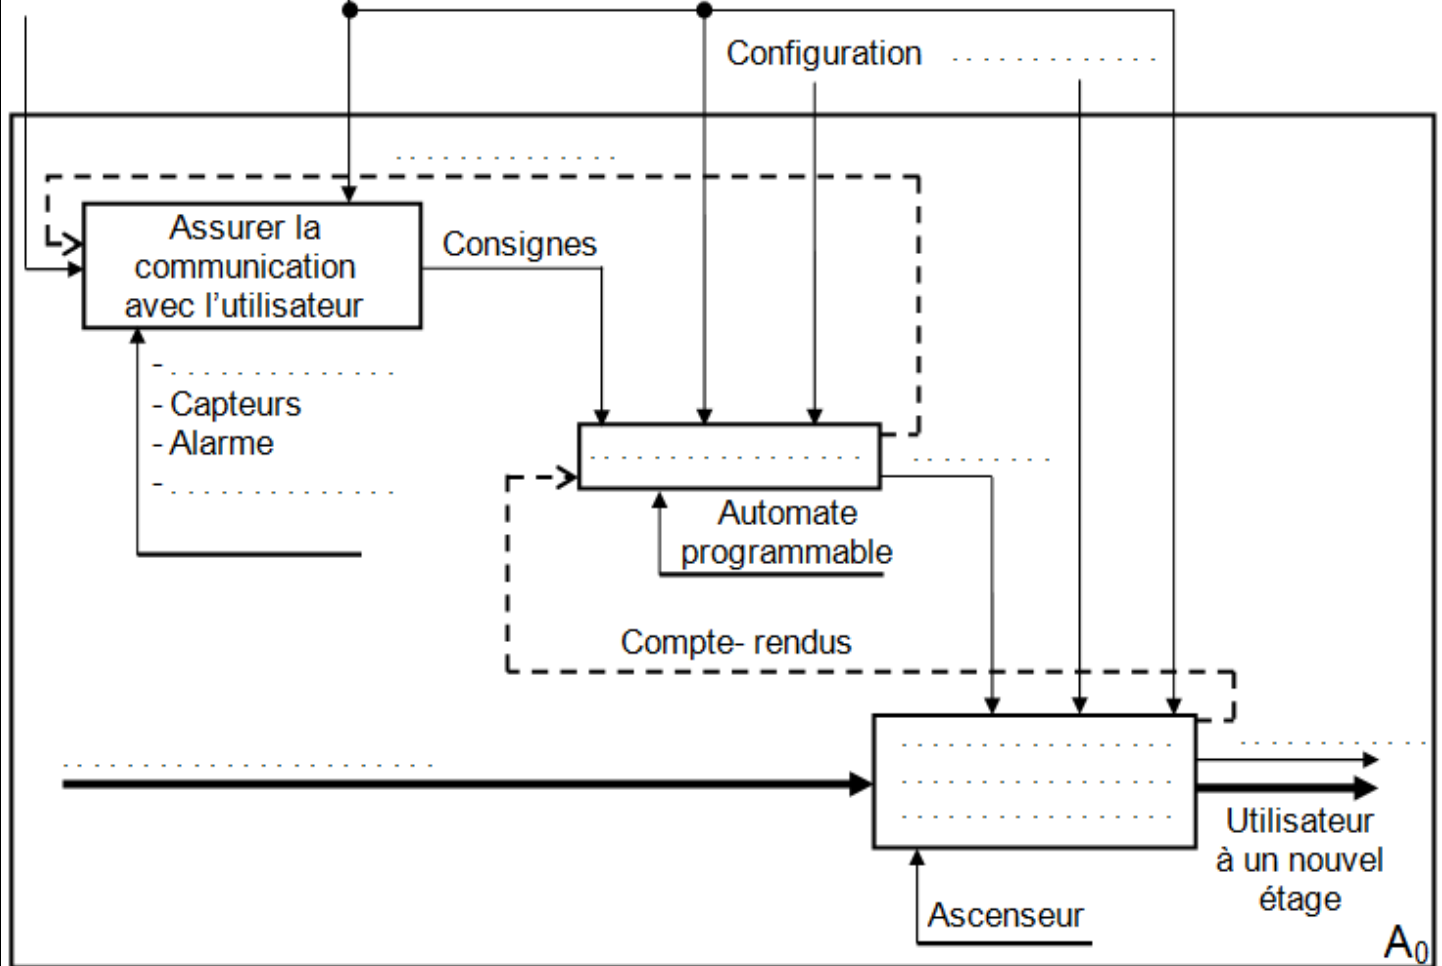 Configuration . . . . . . . . . . . . .
. . . . . . . . . . . . . .
Assurer la
communication
avec l'utilisateur
Consignes
- . . . . . . . . . . . . . .
- Capteurs
- Alarme
- . . . . . . . . . . . . . .
. . . . . . . . . . . . . . . . .
. . . . . . . . .
Automate
programmable
Compte- rendus
. . . . . . . . . . . . . . . . .
. . . . . . . . . . . . . . . . .
. . . . . . . . . . . . . . . . .
. . . . . . . . . . . . . . . . . . . . . . .
. . . . . . . . . . . .
Utilisateur
à un nouvel
étage
Ascenseur
A0